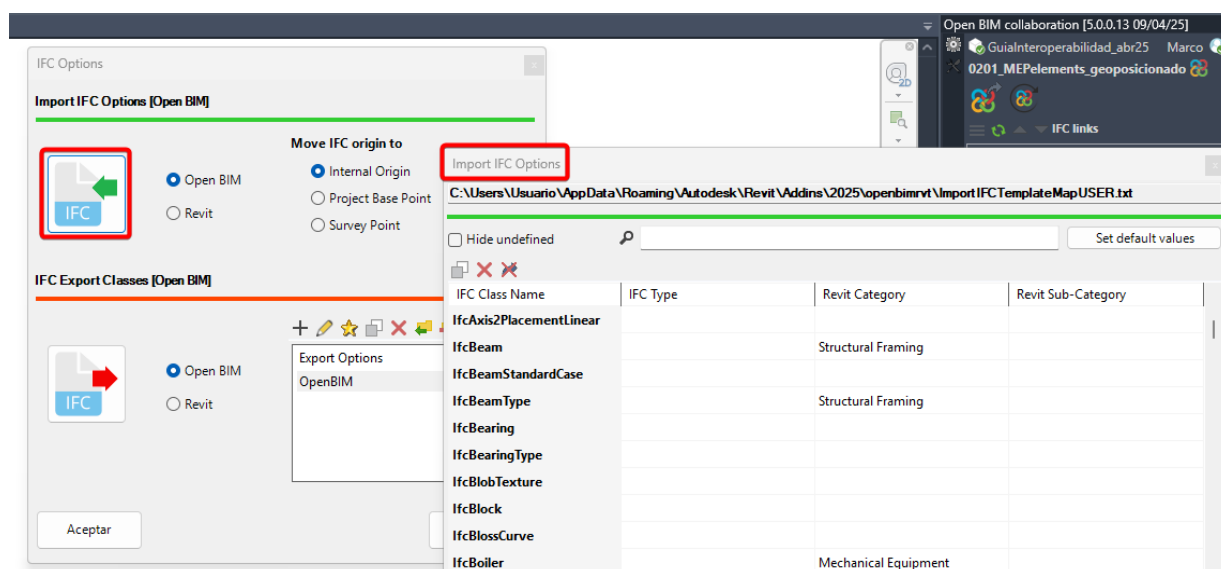 Open BIM collaboration [5.0.0.13 09/04/25]
GuiaInteroperabilidad_abr25 Marco
0201_MEPelements_geoposicionado
IFC links
2D
IFC Options
Import IFC Options [Open BIM]
IFC
Open BIM
Revit
Move IFC origin to
Internal Origin
Project Base Point
Survey Point
IFC Export Classes [Open BIM]
IFC
Open BIM
Revit
Export Options
OpenBIM
Aceptar
Import IFC Options
C:\Users\Usuario\AppData\Roaming\Autodesk\Revit\Addins\2025\openbimrvt\ImportIFCTemplateMapUSER.txt
Hide undefined
Set default values
IFC Class Name IFC Type Revit Category Revit Sub-Category
IfcAxis2PlacementLinear
IfcBeam Structural Framing
IfcBeamStandardCase
IfcBeamType Structural Framing
IfcBearing
IfcBearingType
IfcBlobTexture
IfcBlock
IfcBlossCurve
IfcBoiler Mechanical Equipment